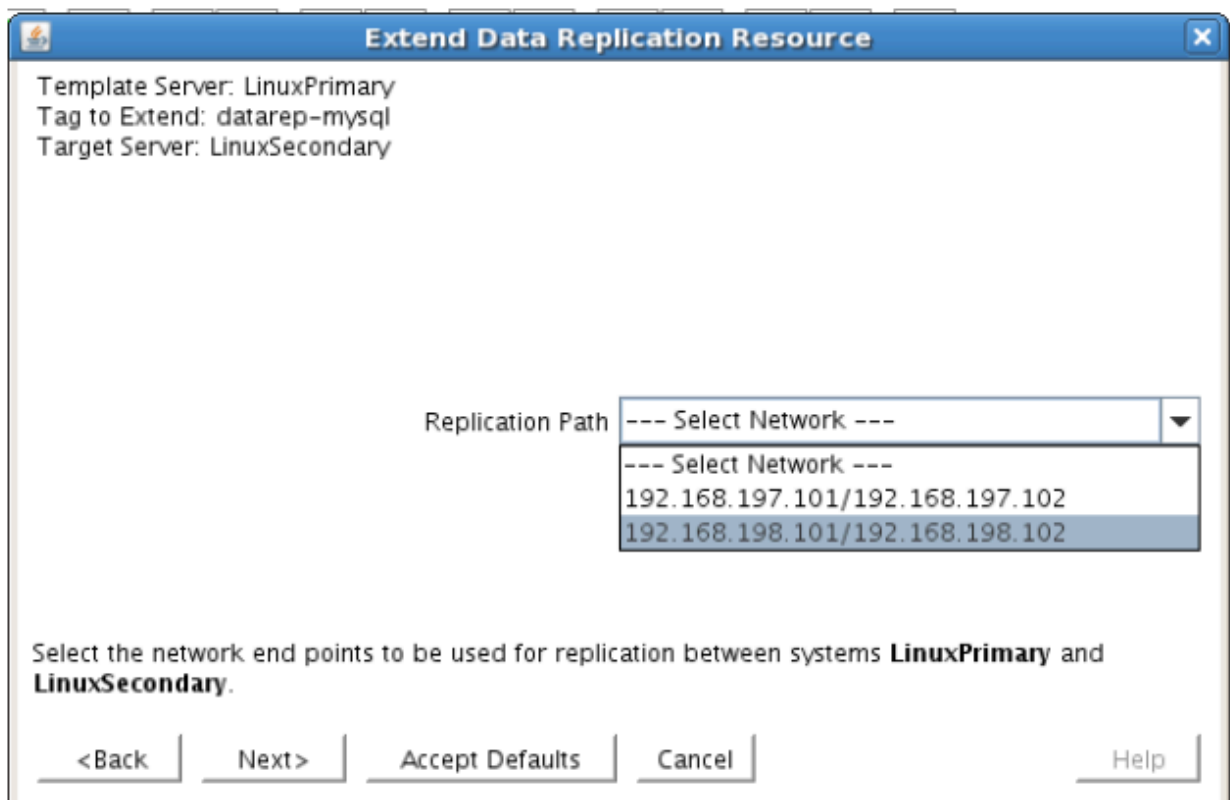 Extend Data Replication Resource
Template Server: LinuxPrimary
Tag to Extend: datarep-mysql
Target Server: LinuxSecondary
Replication Path --- Select Network ---
--- Select Network ---
192.168.197.101/192.168.197.102
192.168.198.101/192.168.198.102
Select the network end points to be used for replication between systems LinuxPrimary and
LinuxSecondary.
<Back Next> Accept Defaults Cancel Help